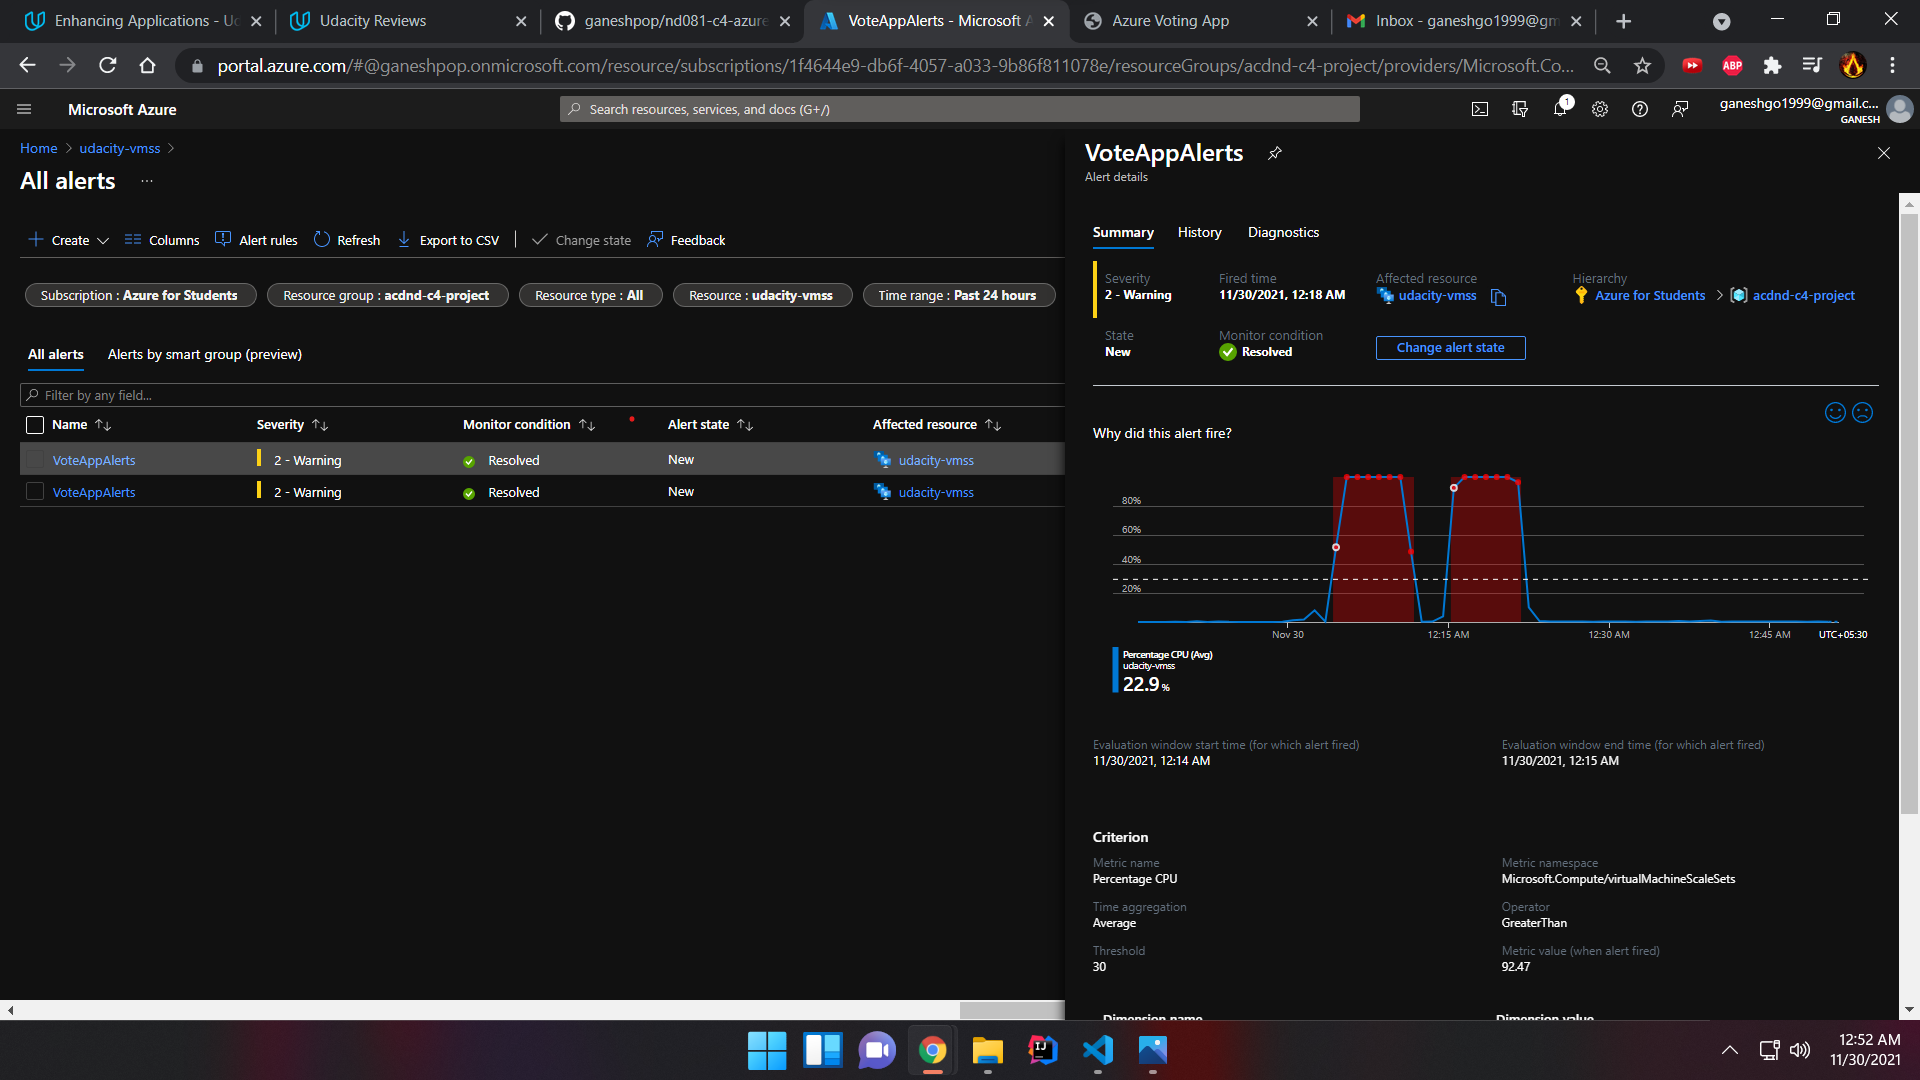 Enhancing Applications - Uc
Udacity Reviews
ganeshpop/nd081-c4-azure
VoteAppAlerts - Microsoft A
Azure Voting App
Inbox - ganeshgo1999@gm
portal.azure.com/#@ganeshpop.onmicrosoft.com/resource/subscriptions/1f4644e9-db6f-4057-a033-9b86f811078e/resourceGroups/acdnd-c4-project/providers/Microsoft.Co...
ABP
Microsoft Azure
Search resources, services, and docs (G+/)
1
ganeshgo1999@gmail.c...
GANESH
Home > udacity-vmss >
All alerts ...
Create
Columns
Alert rules
Refresh
Export to CSV
Change state
Feedback
Subscription : Azure for Students
Resource group : acdnd-c4-project
Resource type : All
Resource : udacity-vmss
Time range : Past 24 hours
All alerts
Alerts by smart group (preview)
Filter by any field...
Name Severity Monitor condition Alert state Affected resource
VoteAppAlerts 2 - Warning Resolved New udacity-vmss
VoteAppAlerts 2 - Warning Resolved New udacity-vmss
VoteAppAlerts
Alert details
Summary History Diagnostics
Severity
2 - Warning
Fired time
11/30/2021, 12:18 AM
Affected resource
udacity-vmss
Hierarchy
Azure for Students > acdnd-c4-project
State
New
Monitor condition
Resolved
Change alert state
Why did this alert fire?
80%
60%
40%
20%
Nov 30 12:15 AM 12:30 AM 12:45 AM UTC+05:30
Percentage CPU (Avg)
udacity-vmss
22.9 %
Evaluation window start time (for which alert fired)
11/30/2021, 12:14 AM
Evaluation window end time (for which alert fired)
11/30/2021, 12:15 AM
Criterion
Metric name
Percentage CPU
Metric namespace
Microsoft.Compute/virtualMachineScaleSets
Time aggregation
Average
Operator
GreaterThan
Threshold
30
Metric value (when alert fired)
92.47
Dimension name
Dimension value
IJ
12:52 AM
11/30/2021